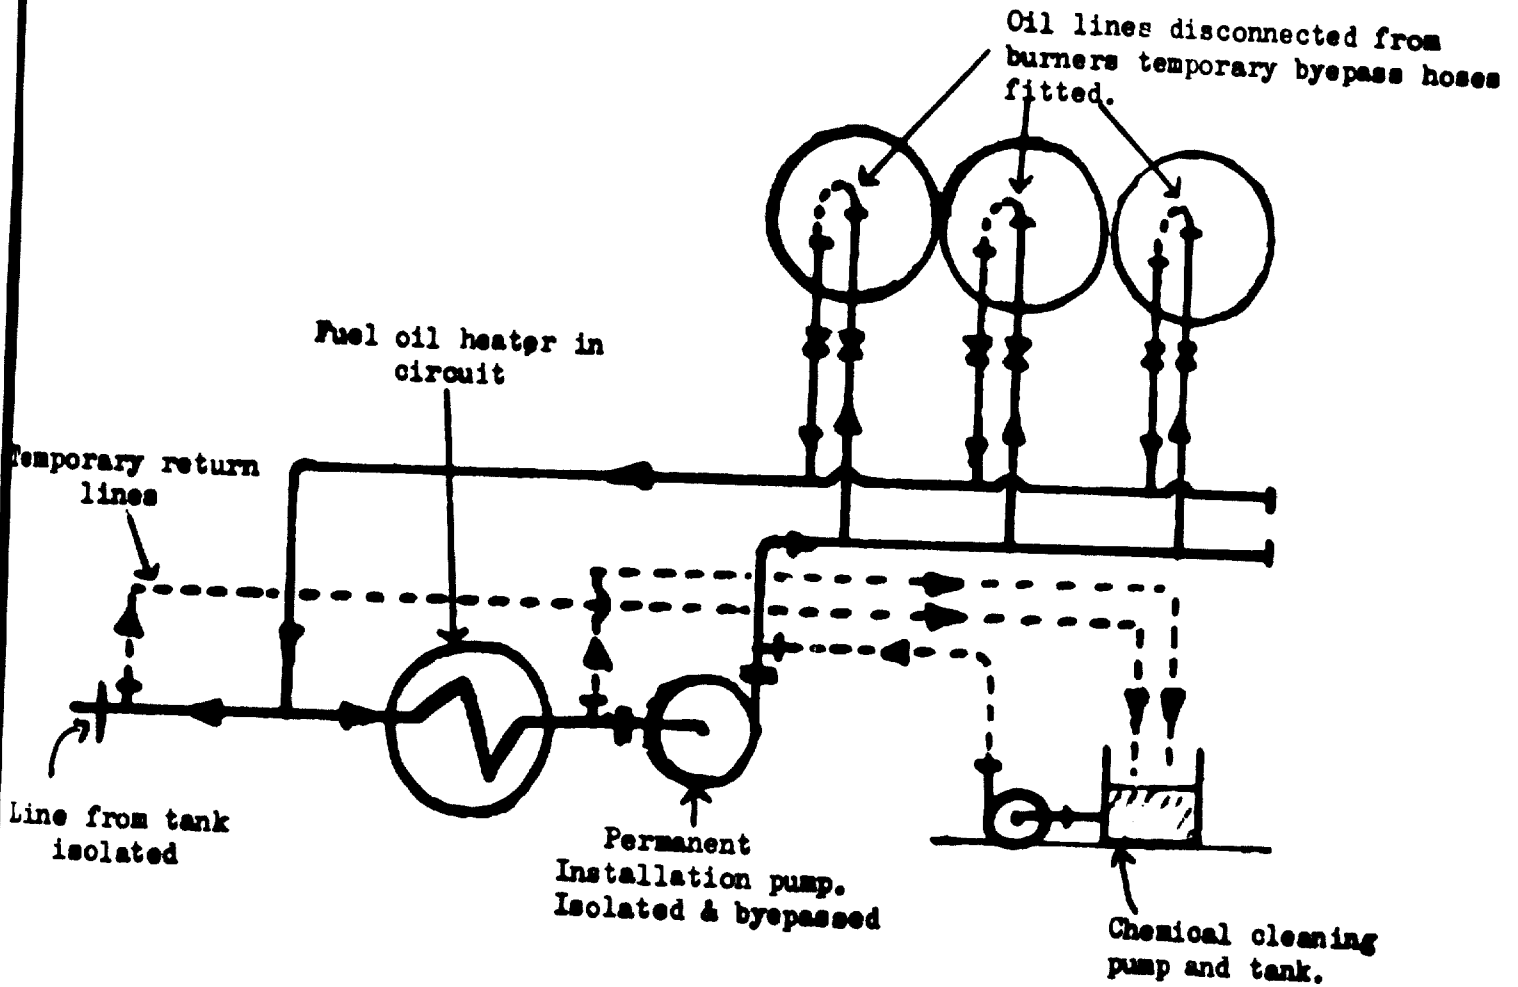 Oil lines disconnected from
burners temporary byepass hoses
fitted.
Fuel oil heater in
circuit
Temporary return
lines
Line from tank
isolated
Permanent
Installation pump.
Isolated & byepassed
Chemical cleaning
pump and tank.